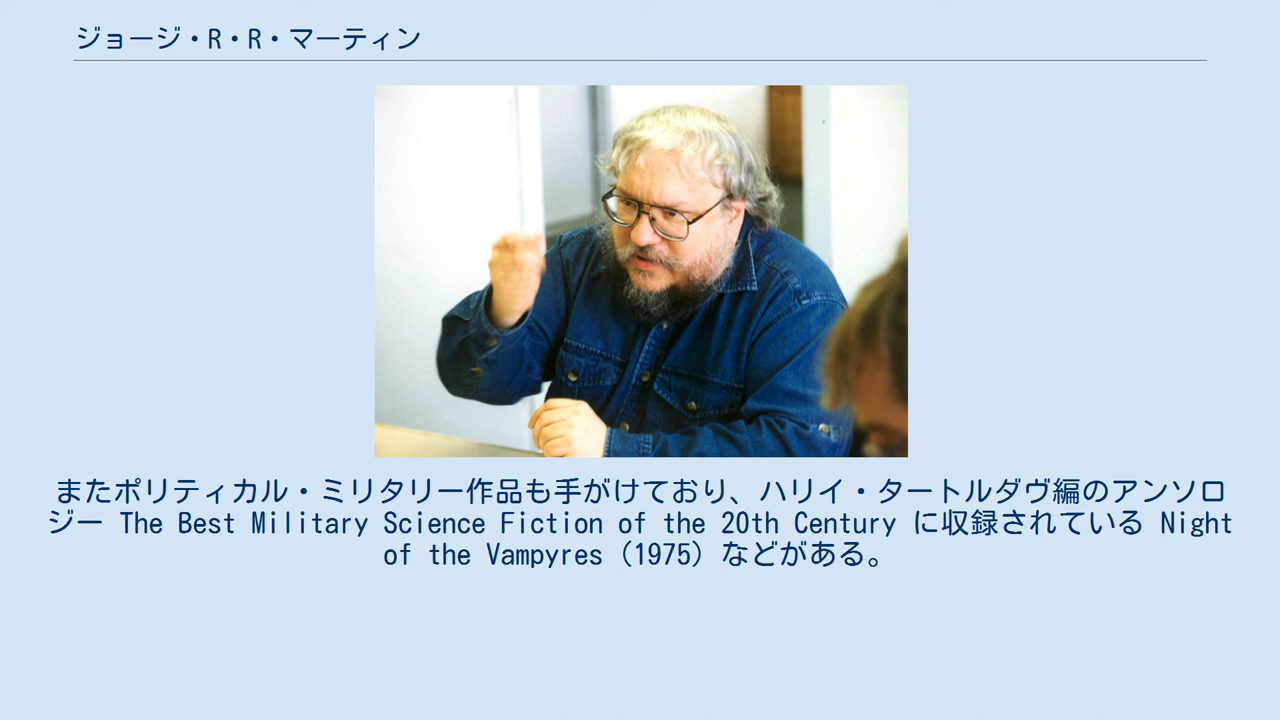 ジョージ・R・R・マーティン
またポリティカル・ミリタリー作品も手がけており、ハリイ・タートルダヴ編のアンソロ
ジー The Best Military Science Fiction of the 20th Century に収録されている Night
of the Vampyres (1975) などがある。